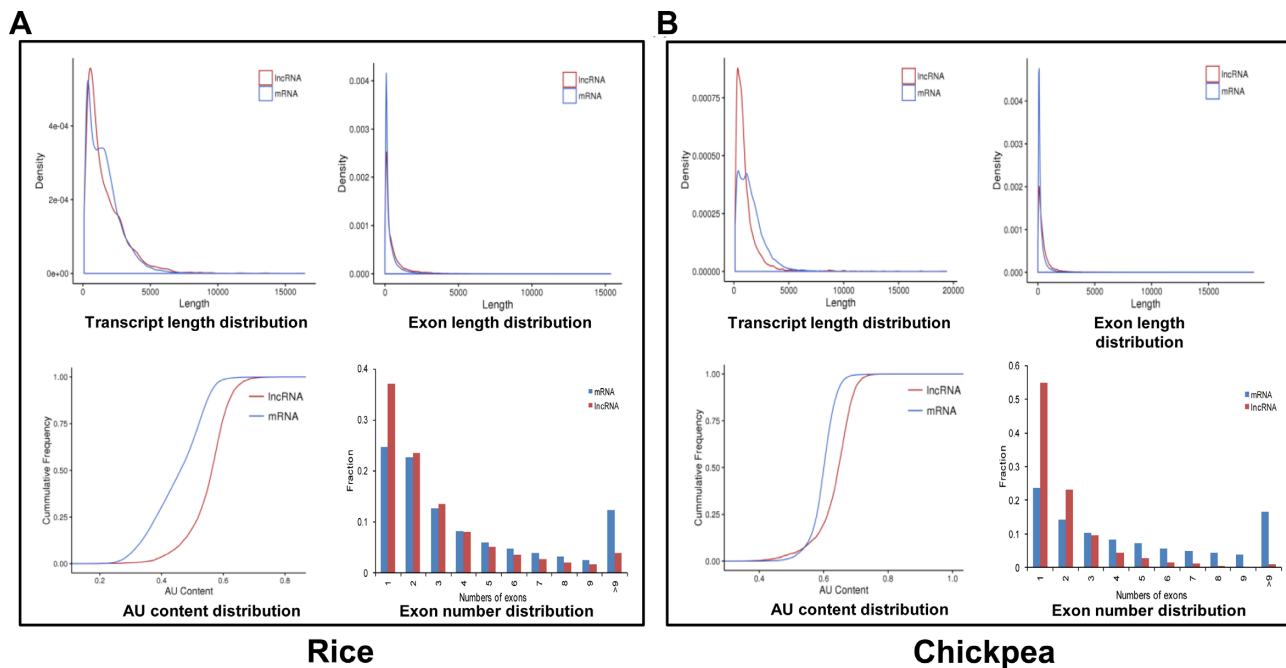 A
B
lncRNA
mRNA
4e-04
2e-04
0e+00
Density
0
5000
10000
15000
Length
Transcript length distribution
lncRNA
mRNA
0.004
0.003
0.002
0.001
0.000
Density
0
5000
10000
15000
Length
Exon length distribution
1.00
0.75
0.50
0.25
0.00
Cummulative Frequency
lncRNA
mRNA
0.2
0.4
0.6
0.8
AU Content
AU content distribution
0.4
0.3
0.2
0.1
0
Fraction
mRNA
lncRNA
1
2
3
4
5
6
7
8
9
>9
Numbers of exons
Exon number distribution
Rice
lncRNA
mRNA
0.00075
0.00050
0.00025
0.00000
Density
0
5000
10000
15000
20000
Length
Transcript length distribution
lncRNA
mRNA
0.004
0.003
0.002
0.001
0.000
Density
0
5000
10000
15000
Length
Exon length
distribution
1.00
0.75
0.50
0.25
0.00
Cummulative Frequency
lncRNA
mRNA
0.4
0.6
0.8
1.0
AU Content
AU content distribution
0.6
0.5
0.4
0.3
0.2
0.1
0
Fraction
mRNA
lncRNA
1
2
3
4
5
6
7
8
9
>9
Numbers of exons
Exon number distribution
Chickpea